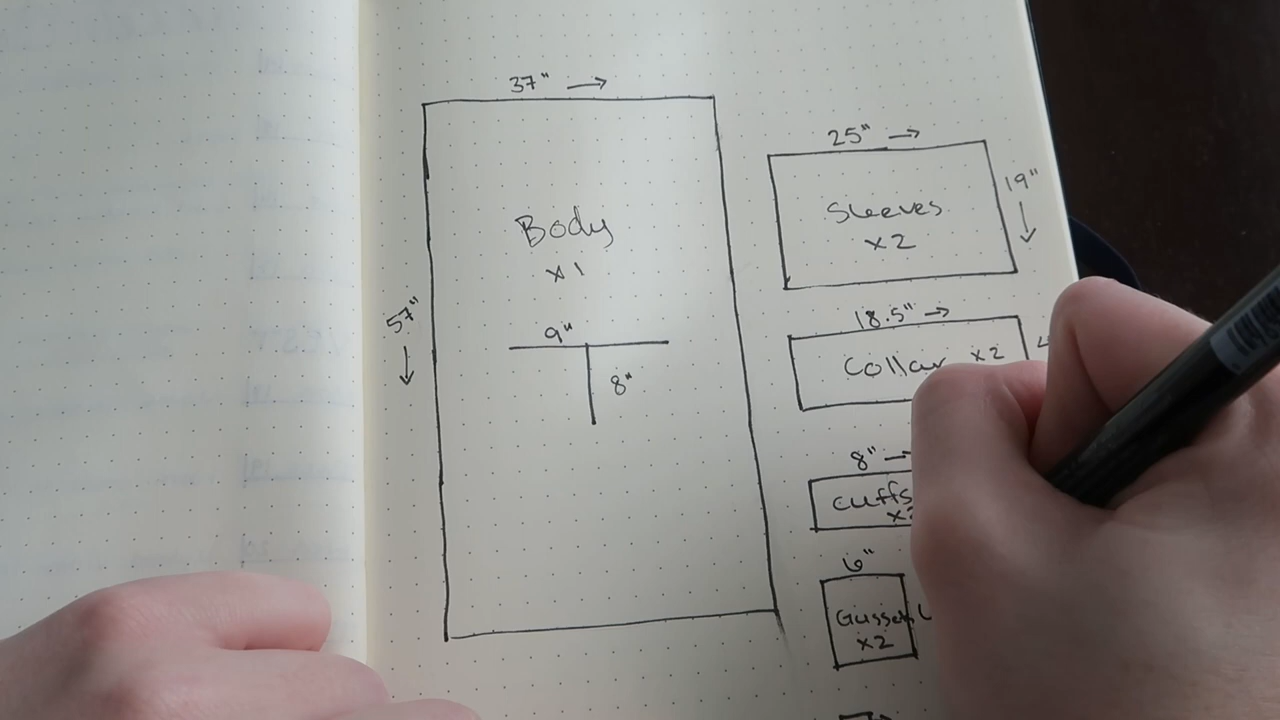 37" →
Body
x1
57"
↓
9"
8"
25" →
Sleeves
x2
19"
↓
18.5" →
Collar x2
8" →
cuffs
6"
Gussets
x2